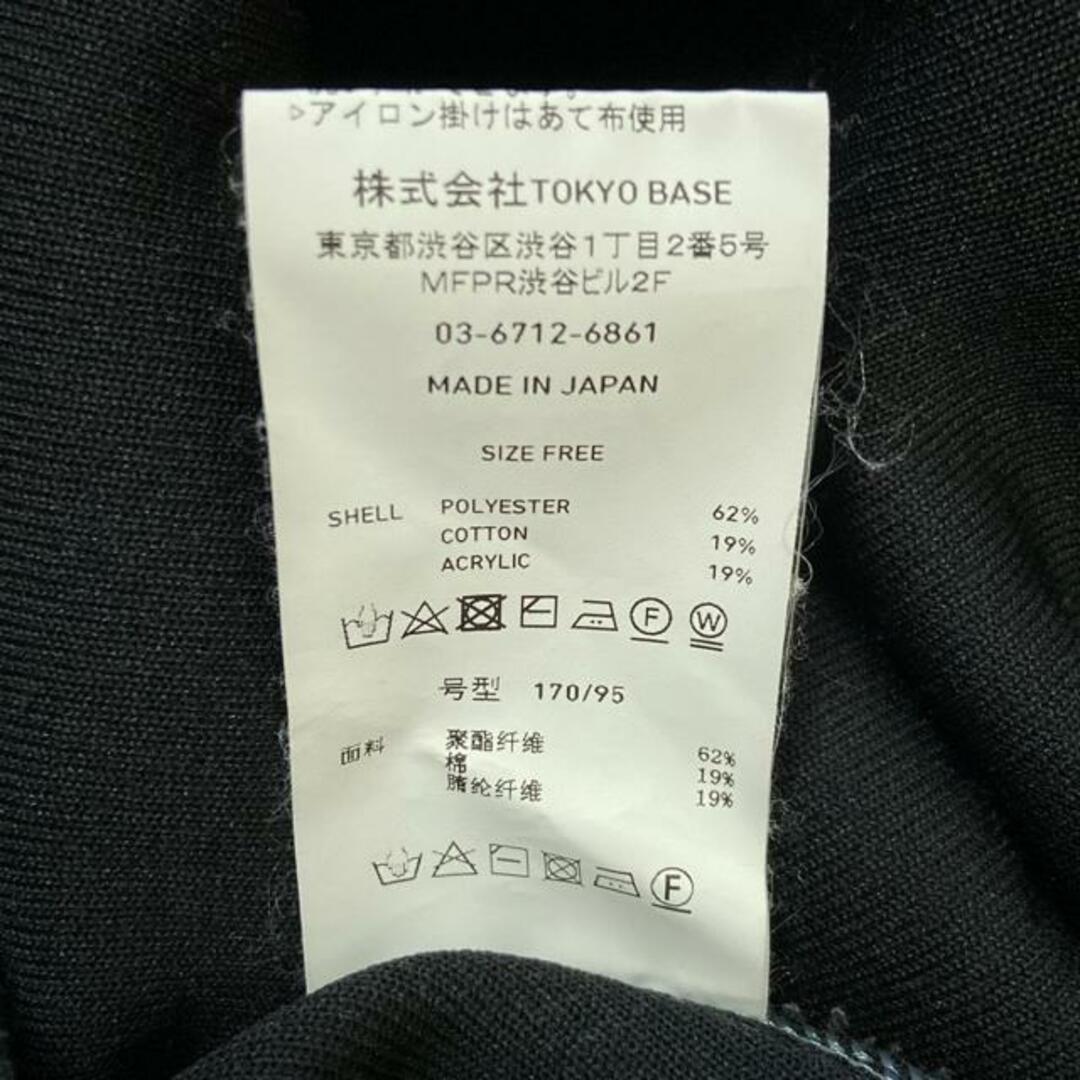 ▷アイロン掛けはあて布使用
株式会社TOKYO BASE
東京都渋谷区渋谷1丁目2番5号
MFPR渋谷ビル2F
03-6712-6861
MADE IN JAPAN
SIZE FREE
SHELL POLYESTER 62%
COTTON 19%
ACRYLIC 19%
F W
号型 170/95
面料 聚酯纤维 62%
棉 19%
腈纶纤维 19%
F